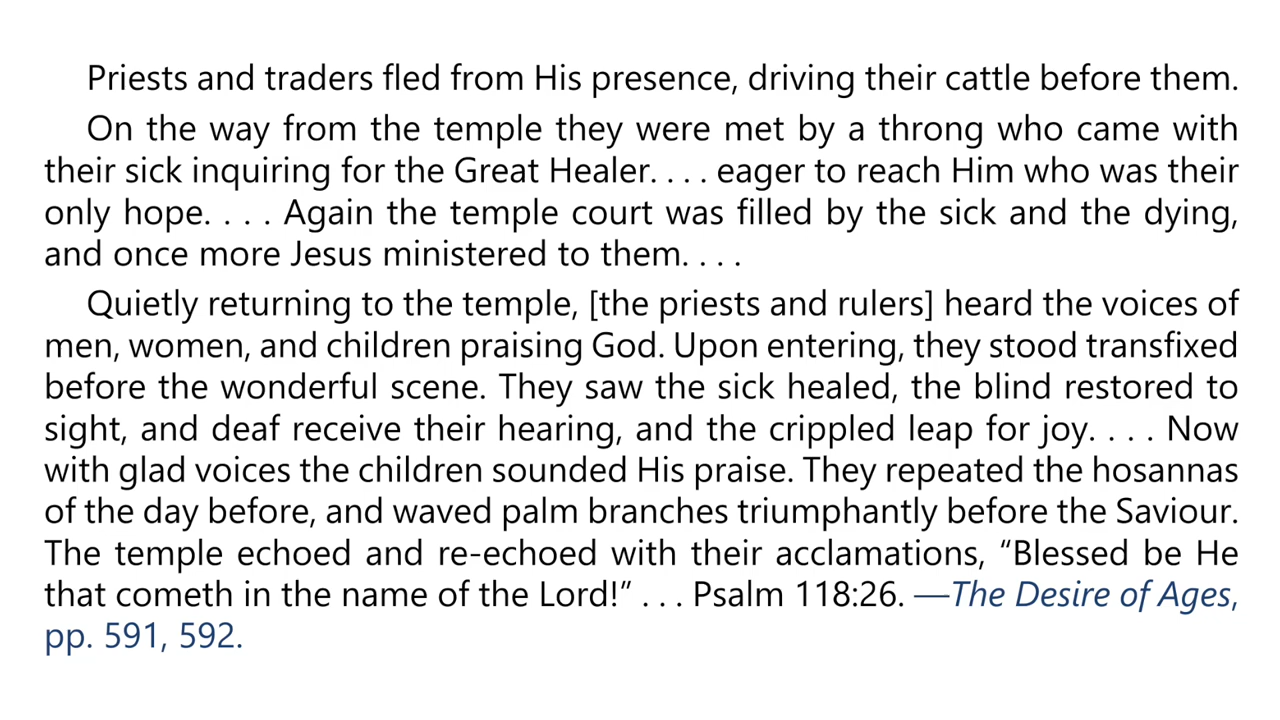 Priests and traders fled from His presence, driving their cattle before them.
On the way from the temple they were met by a throng who came with
their sick inquiring for the Great Healer. . . . eager to reach Him who was their
only hope. . . . Again the temple court was filled by the sick and the dying,
and once more Jesus ministered to them. . . .
Quietly returning to the temple, [the priests and rulers] heard the voices of
men, women, and children praising God. Upon entering, they stood transfixed
before the wonderful scene. They saw the sick healed, the blind restored to
sight, and deaf receive their hearing, and the crippled leap for joy. . . . Now
with glad voices the children sounded His praise. They repeated the hosannas
of the day before, and waved palm branches triumphantly before the Saviour.
The temple echoed and re-echoed with their acclamations, “Blessed be He
that cometh in the name of the Lord!” . . . Psalm 118:26. —The Desire of Ages,
pp. 591, 592.